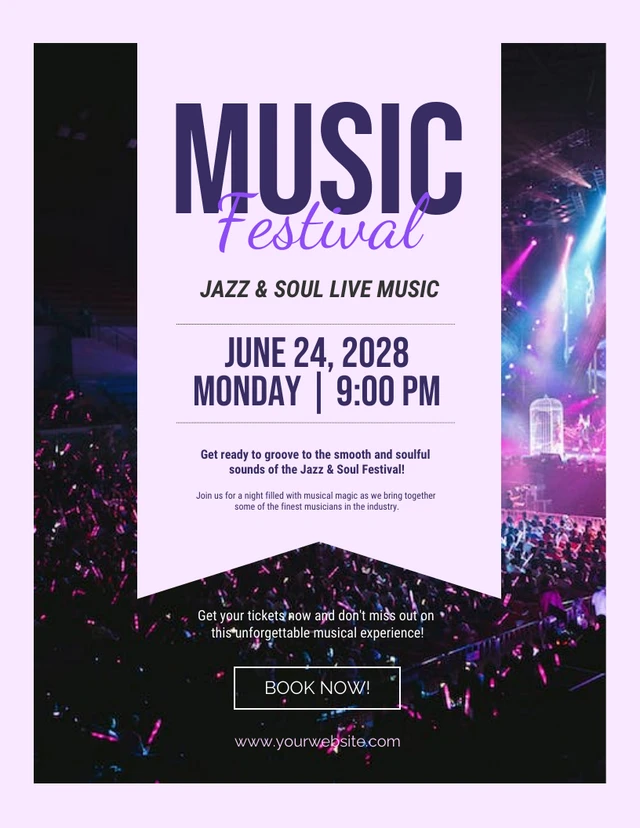 MUSIC
Festival
JAZZ & SOUL LIVE MUSIC
JUNE 24, 2028
MONDAY | 9:00 PM
Get ready to groove to the smooth and soulful
sounds of the Jazz & Soul Festival!
Join us for a night filled with musical magic as we bring together
some of the finest musicians in the industry.
Get your tickets now and don't miss out on
this unforgettable musical experience!
BOOK NOW!
www.yourwebsite.com